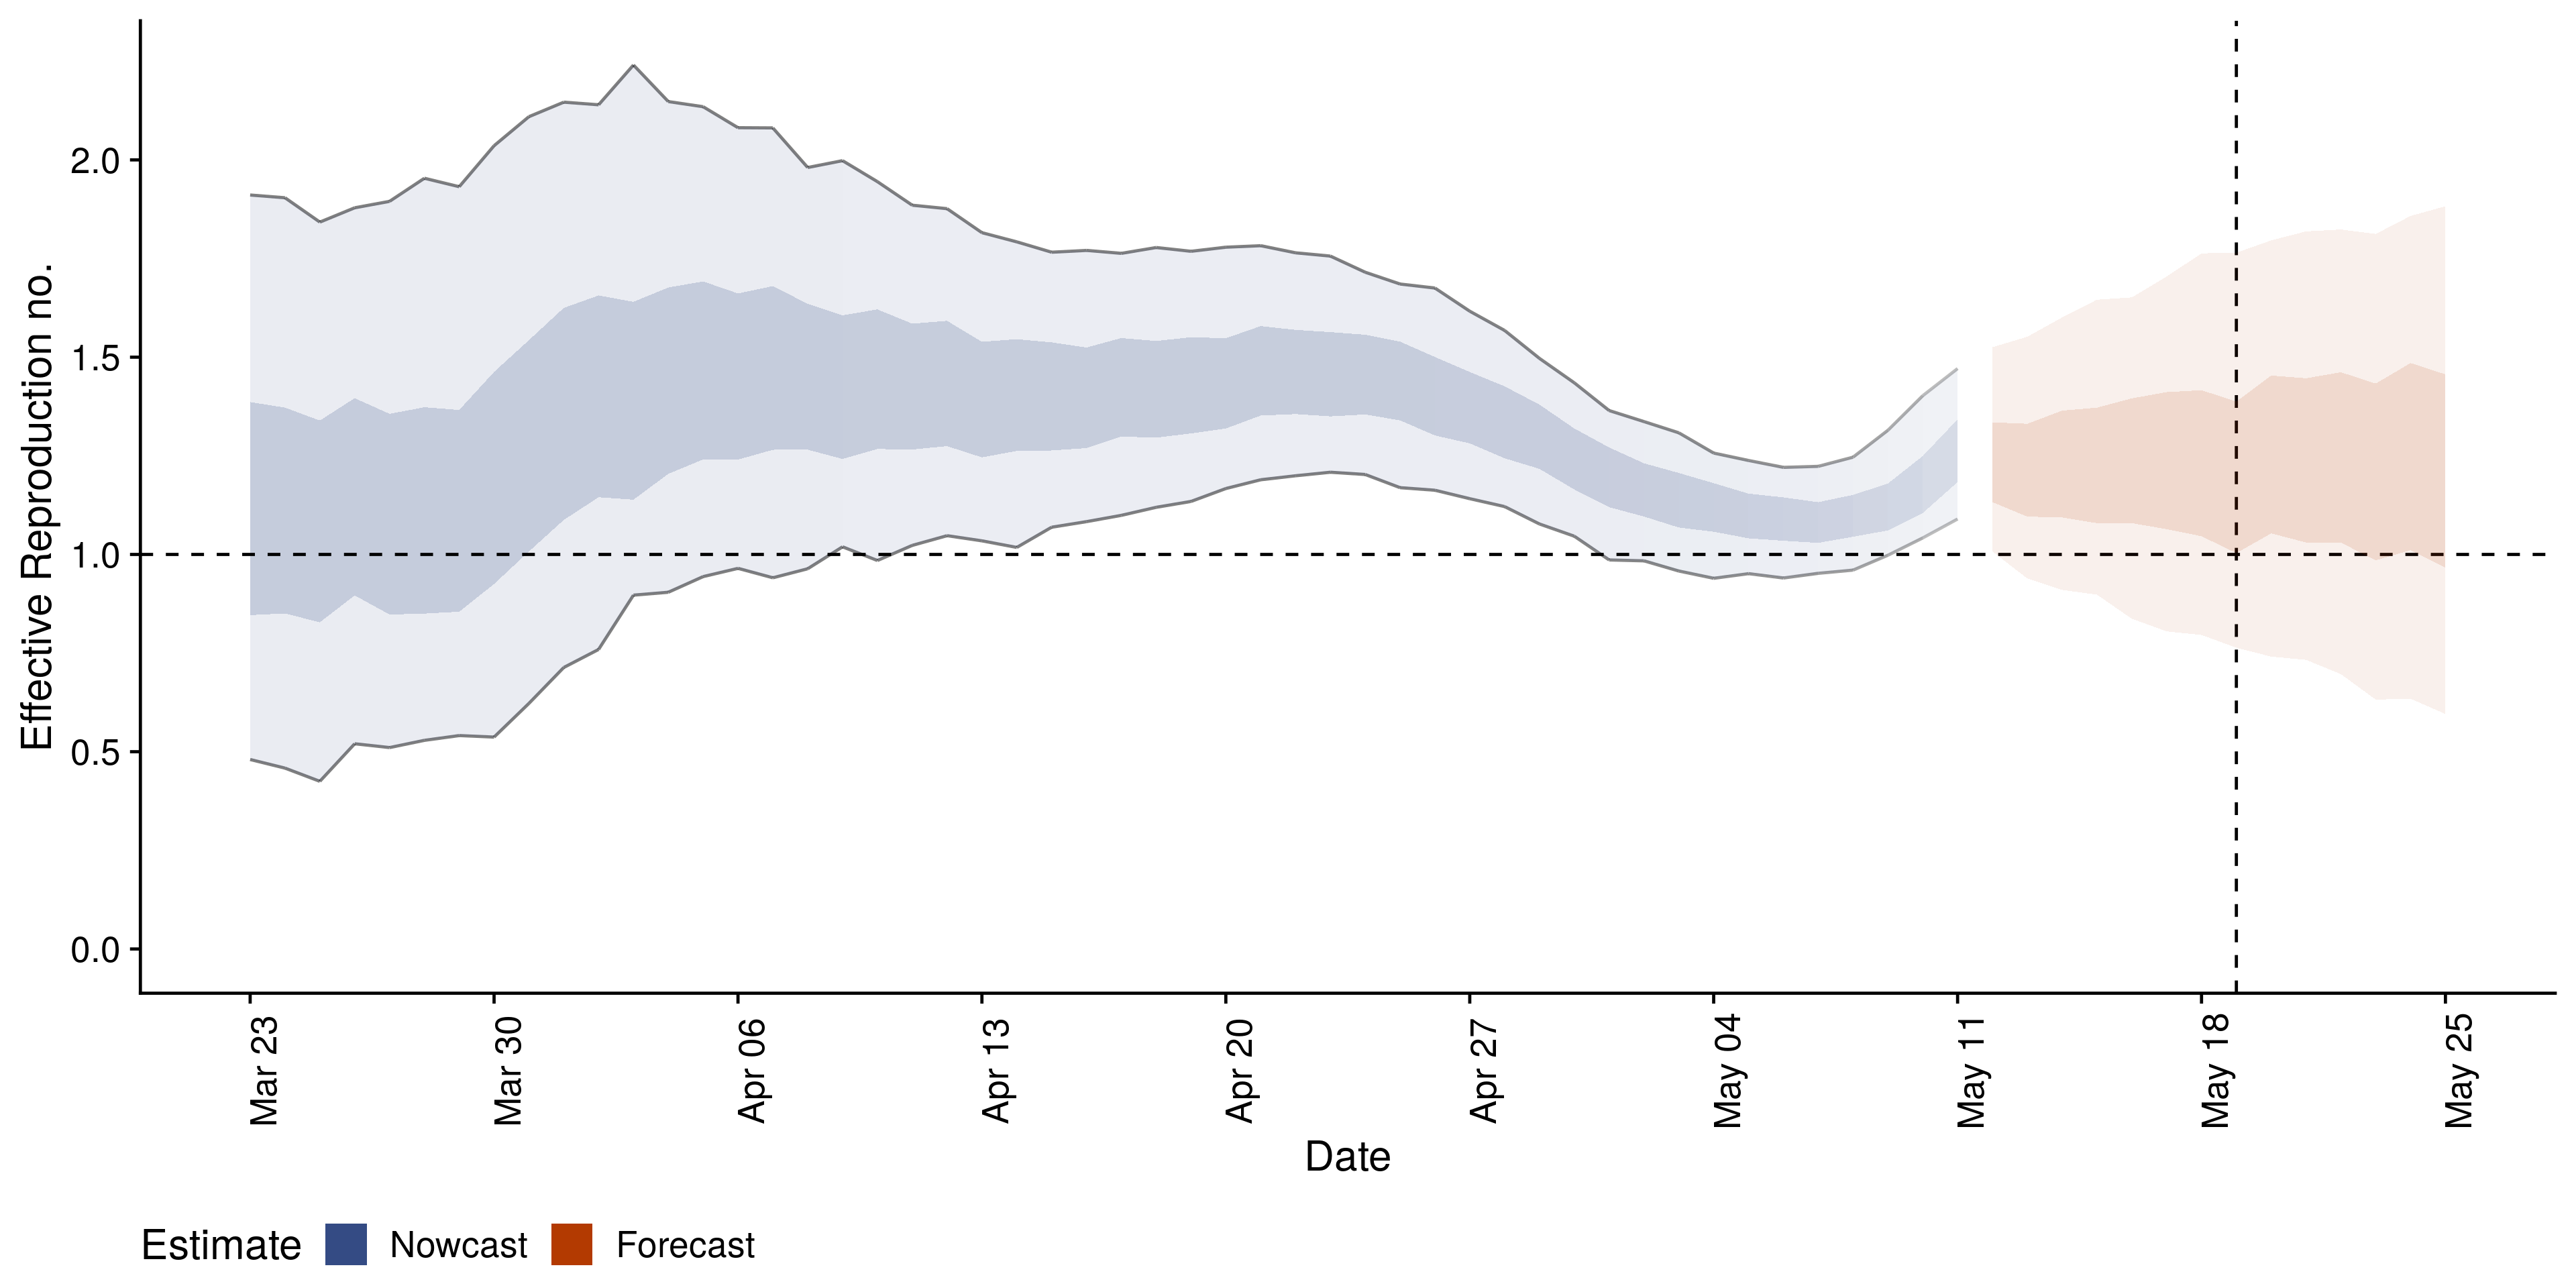 Effective Reproduction no.
2.0
1.5
1.0
0.5
0.0
Mar 23
Mar 30
Apr 06
Apr 13
Apr 20
Apr 27
May 04
May 11
May 18
May 25
Date
Estimate Nowcast Forecast